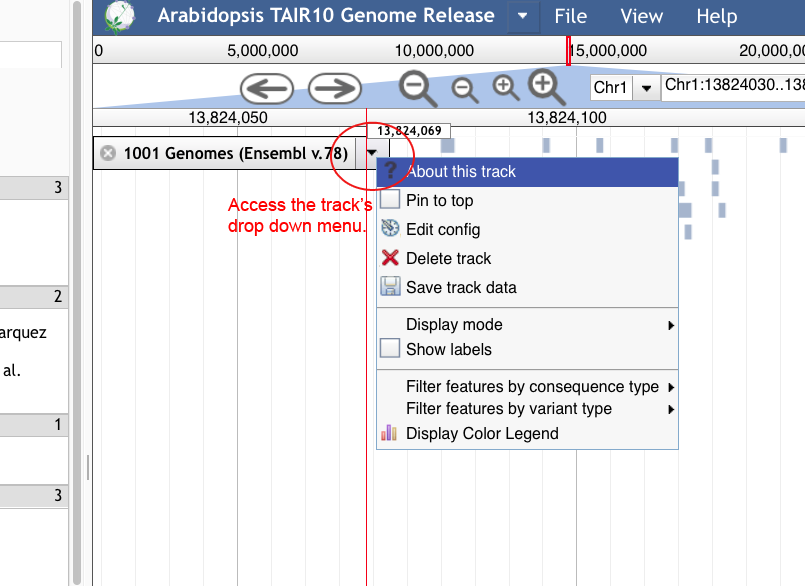 Arabidopsis TAIR10 Genome Release File View Help
0 5,000,000 10,000,000 15,000,000 20,000,0
Chr1 Chr1:13824030..138
13,824,050 13,824,100
13,824,069
1001 Genomes (Ensembl v.78)
Access the track's
drop down menu.
? About this track
Pin to top
Edit config
Delete track
Save track data
Display mode
Show labels
Filter features by consequence type
Filter features by variant type
Display Color Legend
3
2
arquez
al.
1
3